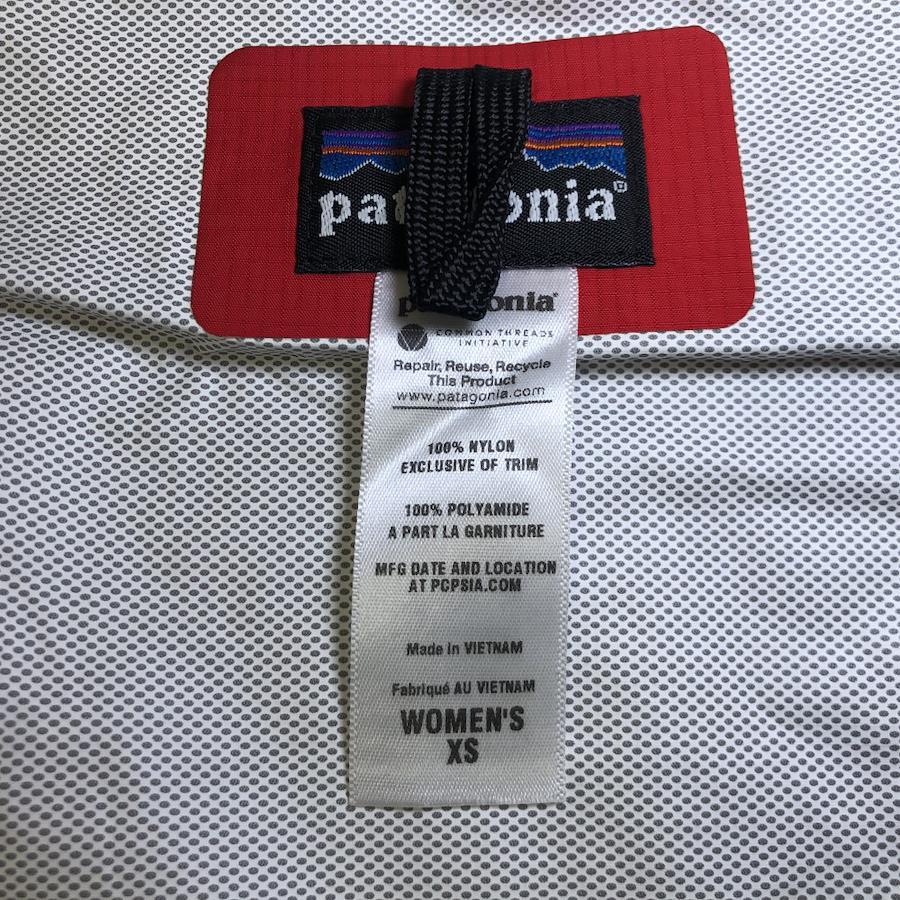 patagonia®
patagonia®
COMMON THREADS
INITIATIVE
Repair, Reuse, Recycle
This Product
www.patagonia.com
100% NYLON
EXCLUSIVE OF TRIM
100% POLYAMIDE
A PART LA GARNITURE
MFG DATE AND LOCATION
AT PCPSIA.COM
Made in VIETNAM
Fabriqué AU VIETNAM
WOMEN'S
XS